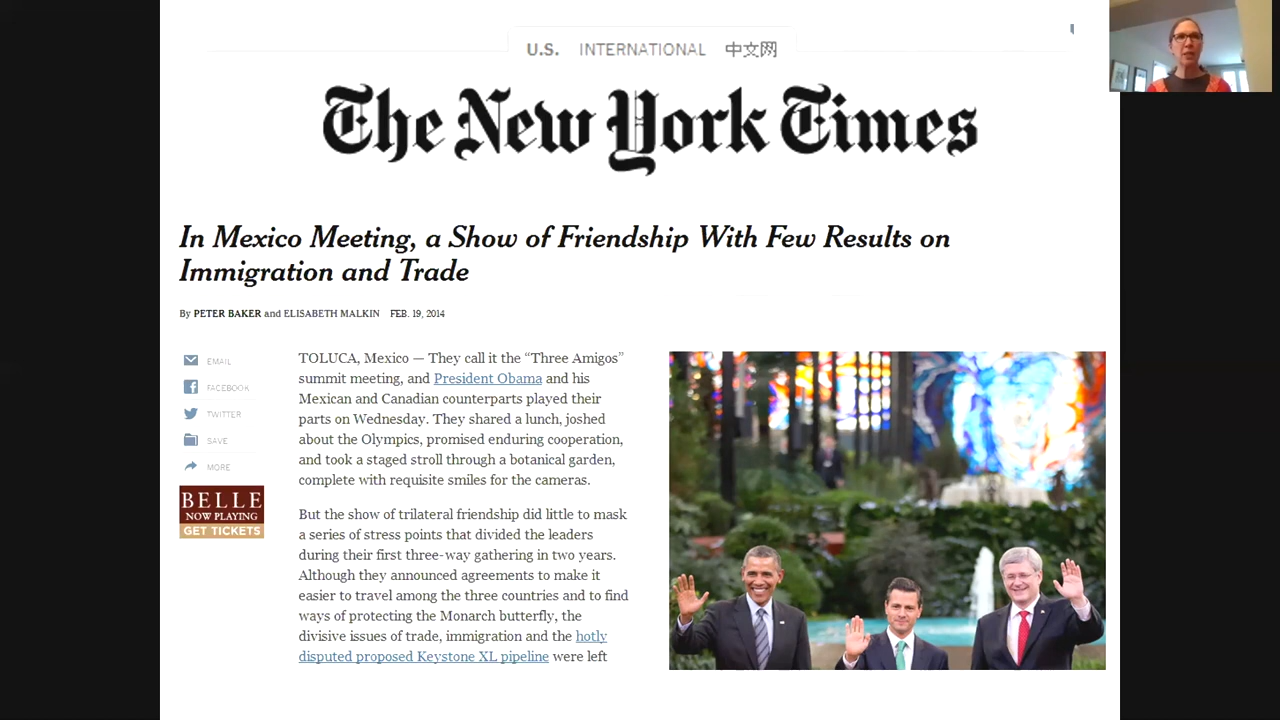 U.S. INTERNATIONAL 中文网
The New York Times
In Mexico Meeting, a Show of Friendship With Few Results on
Immigration and Trade
By PETER BAKER and ELISABETH MALKIN FEB. 19, 2014
EMAIL
FACEBOOK
TWITTER
SAVE
MORE
BELLE
NOW PLAYING
GET TICKETS
TOLUCA, Mexico — They call it the “Three Amigos”
summit meeting, and President Obama and his
Mexican and Canadian counterparts played their
parts on Wednesday. They shared a lunch, joshed
about the Olympics, promised enduring cooperation,
and took a staged stroll through a botanical garden,
complete with requisite smiles for the cameras.
But the show of trilateral friendship did little to mask
a series of stress points that divided the leaders
during their first three-way gathering in two years.
Although they announced agreements to make it
easier to travel among the three countries and to find
ways of protecting the Monarch butterfly, the
divisive issues of trade, immigration and the hotly
disputed proposed Keystone XL pipeline were left